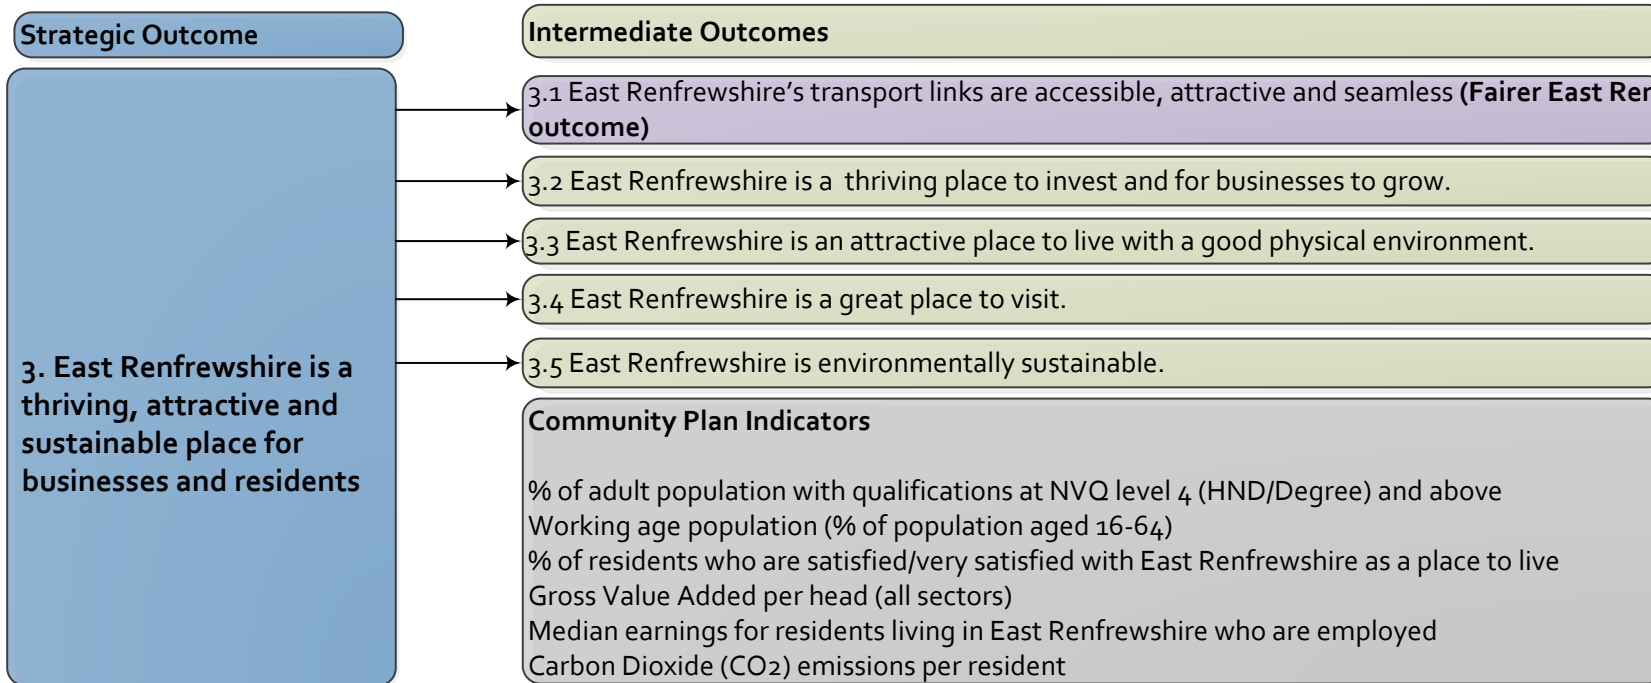 Strategic Outcome
Intermediate Outcomes
3. East Renfrewshire is a
thriving, attractive and
sustainable place for
businesses and residents
3.1 East Renfrewshire’s transport links are accessible, attractive and seamless (Fairer East Ren
outcome)
3.2 East Renfrewshire is a  thriving place to invest and for businesses to grow.
3.3 East Renfrewshire is an attractive place to live with a good physical environment.
3.4 East Renfrewshire is a great place to visit.
3.5 East Renfrewshire is environmentally sustainable.
Community Plan Indicators
% of adult population with qualifications at NVQ level 4 (HND/Degree) and above
Working age population (% of population aged 16-64)
% of residents who are satisfied/very satisfied with East Renfrewshire as a place to live
Gross Value Added per head (all sectors)
Median earnings for residents living in East Renfrewshire who are employed
Carbon Dioxide (CO2) emissions per resident